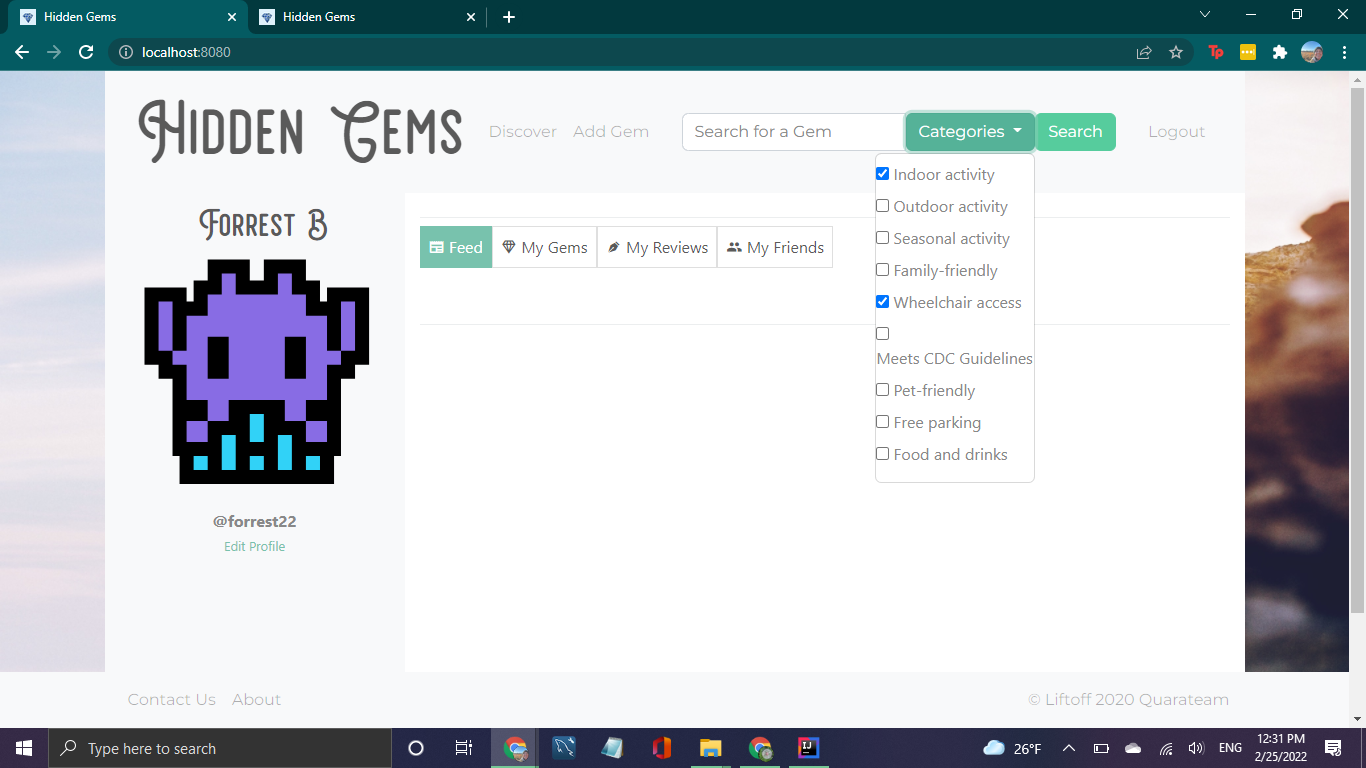 Hidden Gems
Hidden Gems
localhost:8080
Tp
Hidden Gems
Discover
Add Gem
Search for a Gem
Categories
Search
Logout
Indoor activity
Outdoor activity
Seasonal activity
Family-friendly
Wheelchair access
Meets CDC Guidelines
Pet-friendly
Free parking
Food and drinks
Forrest B
Feed
My Gems
My Reviews
My Friends
@forrest22
Edit Profile
Contact Us
About
© Liftoff 2020 Quarateam
Type here to search
IJ
26°F
ENG
12:31 PM
2/25/2022